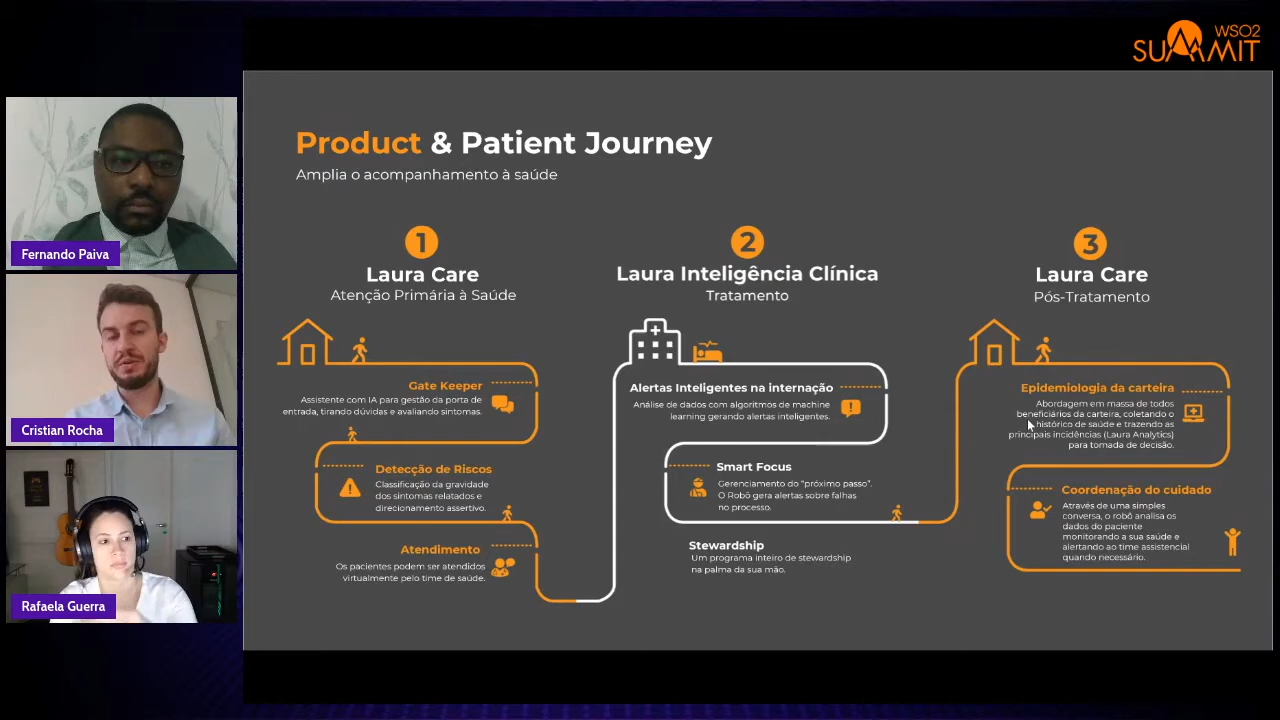 WSO2
SUMMIT
Fernando Paiva
Cristian Rocha
Rafaela Guerra
Product & Patient Journey
Amplia o acompanhamento à saúde
1
Laura Care
Atenção Primária à Saúde
Gate Keeper
Assistente com IA para gestão da porta de
entrada, tirando dúvidas e avaliando sintomas.
Detecção de Riscos
Classificação da gravidade
dos sintomas relatados e
direcionamento assertivo.
Atendimento
Os pacientes podem ser atendidos
virtualmente pelo time de saúde.
2
Laura Inteligência Clínica
Tratamento
Alertas Inteligentes na internação
Análise de dados com algoritmos de machine
learning gerando alertas inteligentes.
Smart Focus
Gerenciamento do "próximo passo".
O Robô gera alertas sobre falhas
no processo.
Stewardship
Um programa inteiro de stewardship
na palma da sua mão.
3
Laura Care
Pós-Tratamento
Epidemiologia da carteira
Abordagem em massa de todos
beneficiários da carteira, coletando o
histórico de saúde e trazendo as
principais incidências (Laura Analytics)
para tomada de decisão.
Coordenação do cuidado
Através de uma simples
conversa, o robô analisa os
dados do paciente
monitorando a sua saúde e
alertando ao time assistencial
quando necessário.